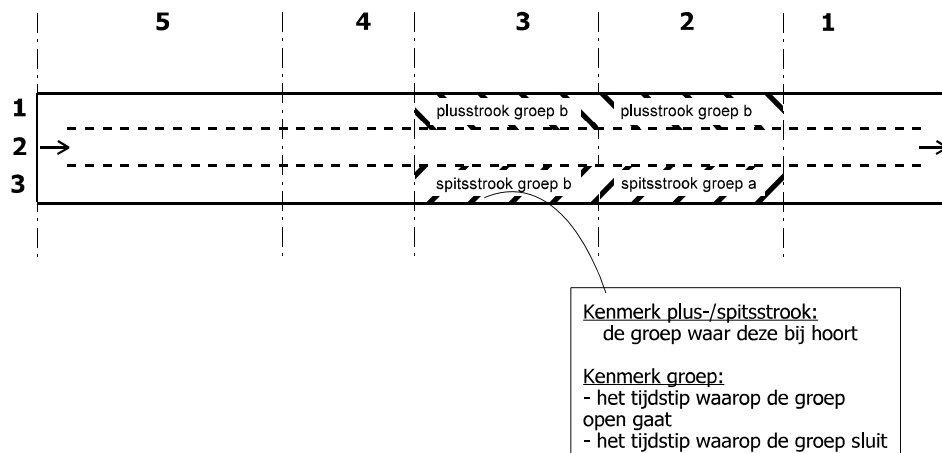 5 4 3 2 1
1 plusstrook groep b plusstrook groep b
2
3 spitsstrook groep b spitsstrook groep a
Kenmerk plus-/spitsstrook:
de groep waar deze bij hoort
Kenmerk groep:
- het tijdstip waarop de groep
open gaat
- het tijdstip waarop de groep sluit